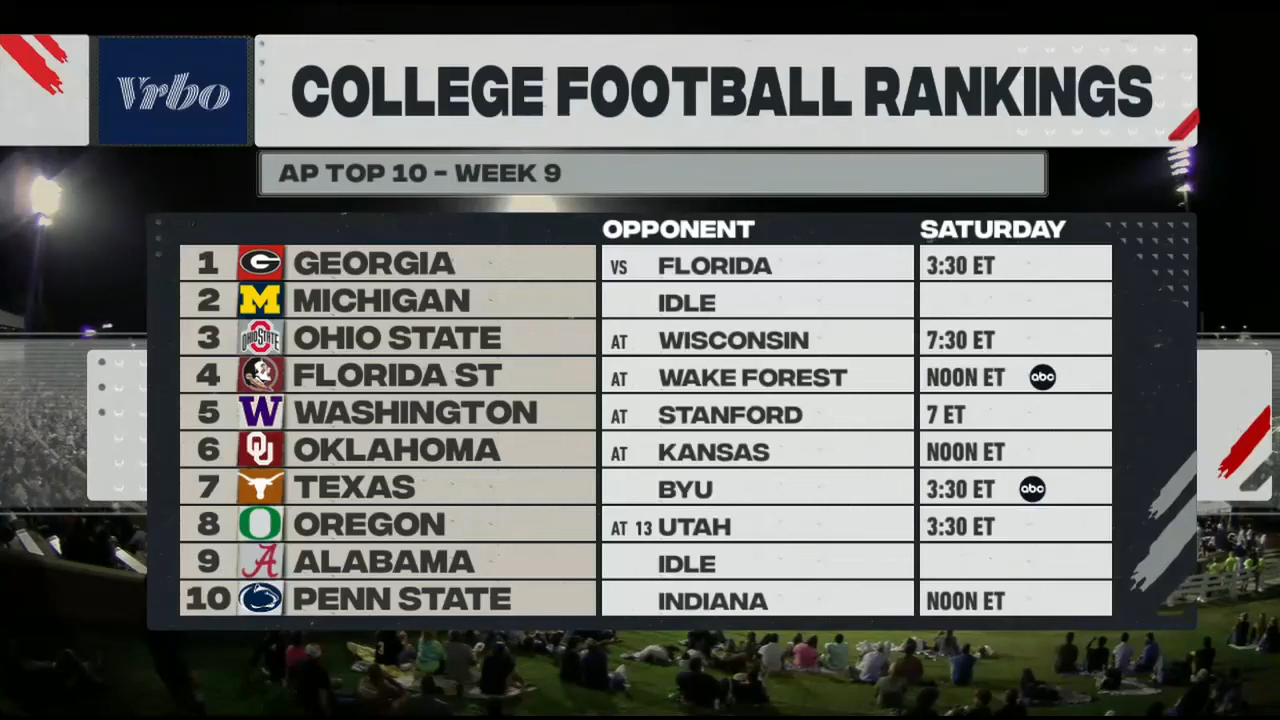 Vrbo
COLLEGE FOOTBALL RANKINGS
AP TOP 10 - WEEK 9
OPPONENT SATURDAY
1 G GEORGIA VS FLORIDA 3:30 ET
2 M MICHIGAN IDLE
3 OHIO STATE OHIO STATE AT WISCONSIN 7:30 ET
4 FLORIDA ST AT WAKE FOREST NOON ET abc
5 W WASHINGTON AT STANFORD 7 ET
6 OU OKLAHOMA AT KANSAS NOON ET
7 TEXAS BYU 3:30 ET abc
8 O OREGON AT 13 UTAH 3:30 ET
9 A ALABAMA IDLE
10 PENN STATE INDIANA NOON ET